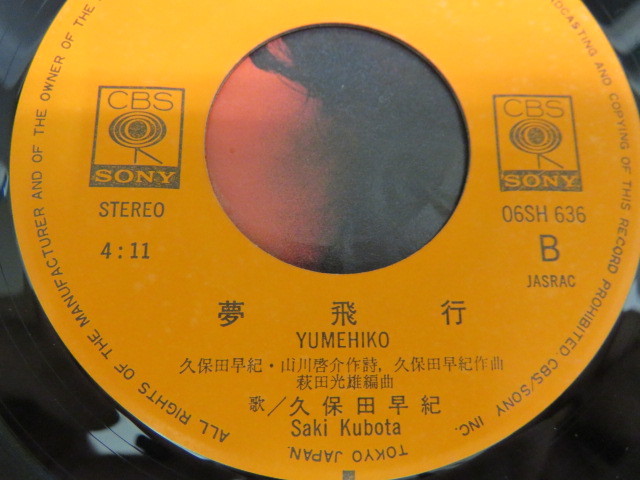 CBS
SONY
CBS
SONY
STEREO
06SH 636
4:11
B
JASRAC
夢飛行
YUMEHIKO
久保田早紀・山川啓介作詩, 久保田早紀作曲
萩田光雄編曲
歌/久保田早紀
Saki Kubota
ALL RIGHTS OF THE MANUFACTURER AND OF THE OWNER OF THE
BROADCASTING AND COPYING OF THIS RECORD PROHIBITED CBS/SONY INC.
TOKYO JAPAN.